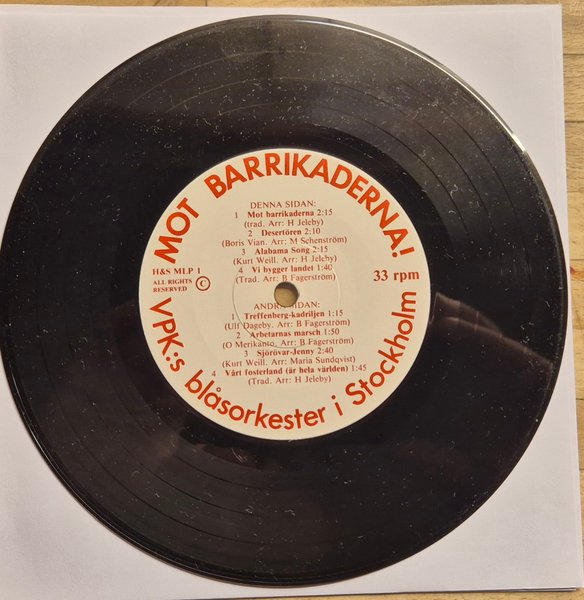 MOT BARRIKADERNA!
DENNA SIDAN:
1 Mot barrikaderna 2:15
(trad. Arr: H Jeleby)
2 Desertören 2:10
(Boris Vian. Arr: M Schenström)
3 Alabama Song 2:15
(Kurt Weill. Arr: H Jeleby)
4 Vi bygger landet 1:40
(Trad. Arr: B Fagerström)
H&S MLP 1
ALL RIGHTS
RESERVED
C
33 rpm
ANDRA SIDAN:
1 Treffenberg-kadriljen 1:15
(Ulf Dageby. Arr: B Fagerström)
2 Arbetarnas marsch 1:50
(O Merikanto. Arr: B Fagerström)
3 Sjörövar-Jenny 2:40
(Kurt Weill. Arr: Maria Sundqvist)
4 Vårt fosterland (är hela världen) 1:45
(Trad. Arr: H Jeleby)
VPK:s blåsorkester i Stockholm